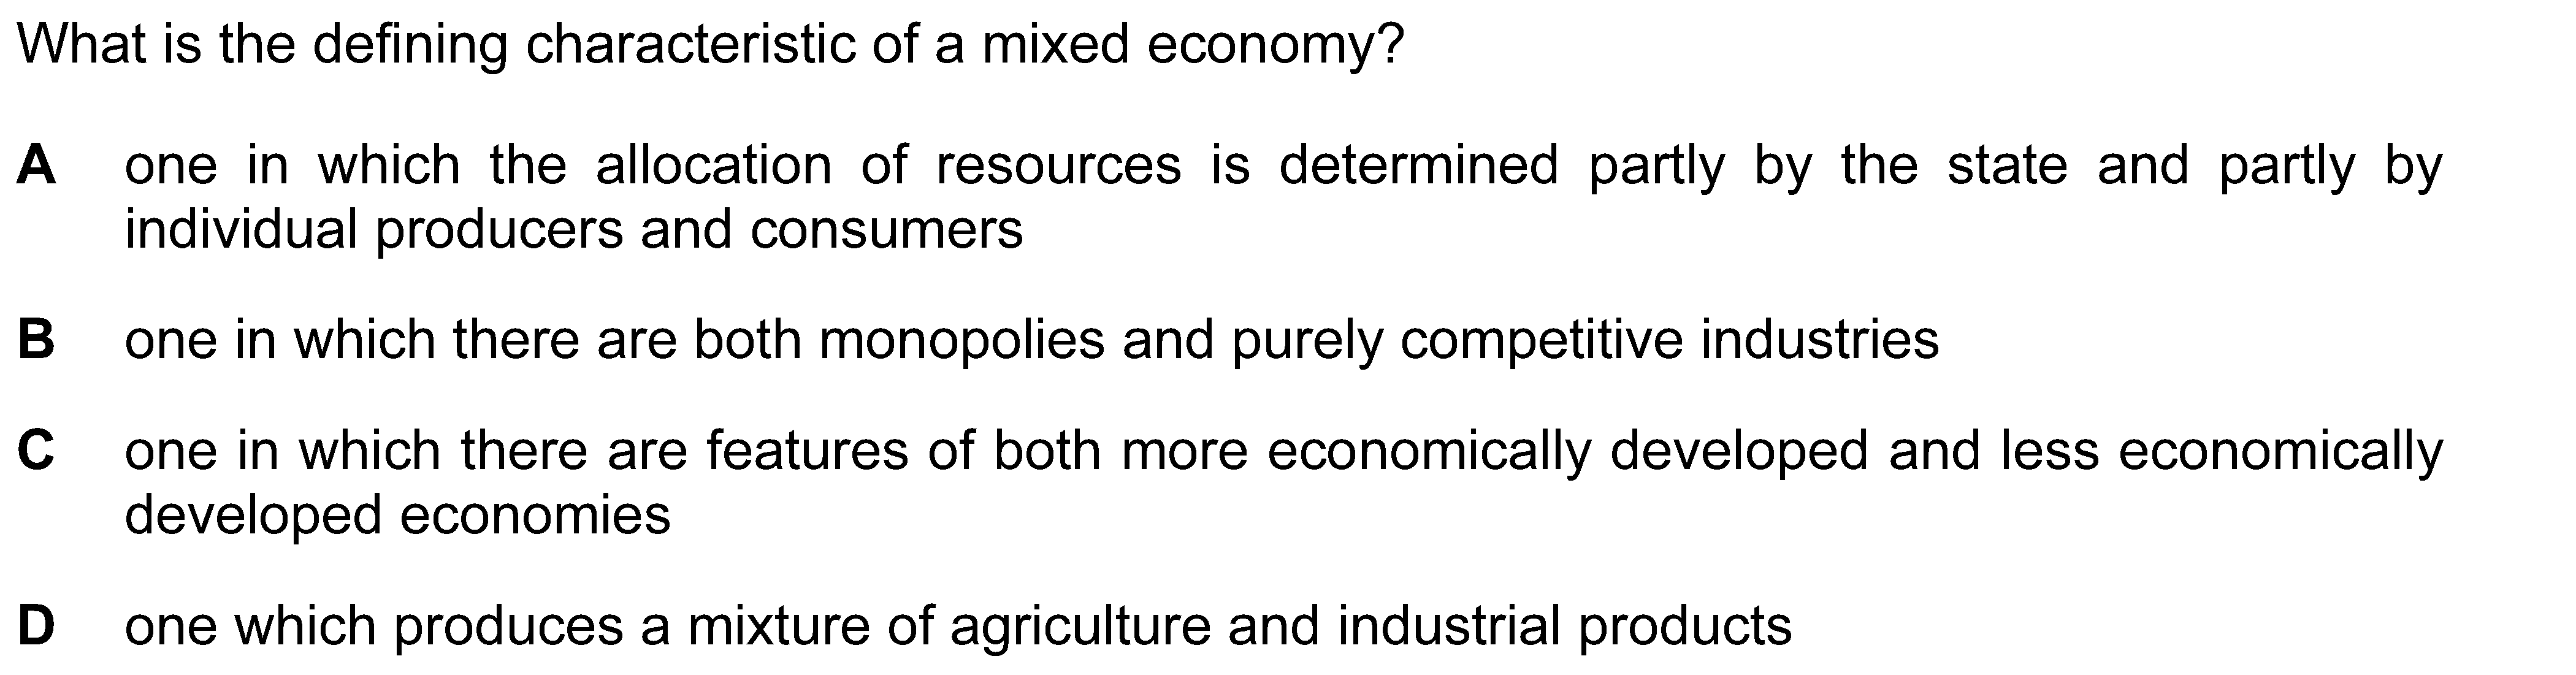 What is the defining characteristic of a mixed economy?
A one in which the allocation of resources is determined partly by the state and partly by
individual producers and consumers
B one in which there are both monopolies and purely competitive industries
C one in which there are features of both more economically developed and less economically
developed economies
D one which produces a mixture of agriculture and industrial products